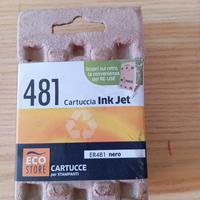 Scopri sul retro
la convenienza
del RE-USE
481
Cartuccia Ink Jet
ER481 nero
ECO
STORE
CARTUCCE
per STAMPANTI